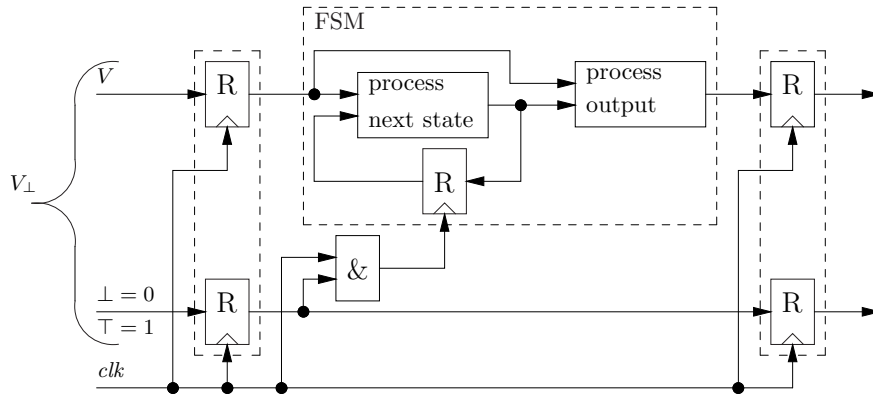 FSM
V
R
process
next state
process
output
R
R
V⊥
&
⊥ = 0
⊤ = 1
R
R
clk